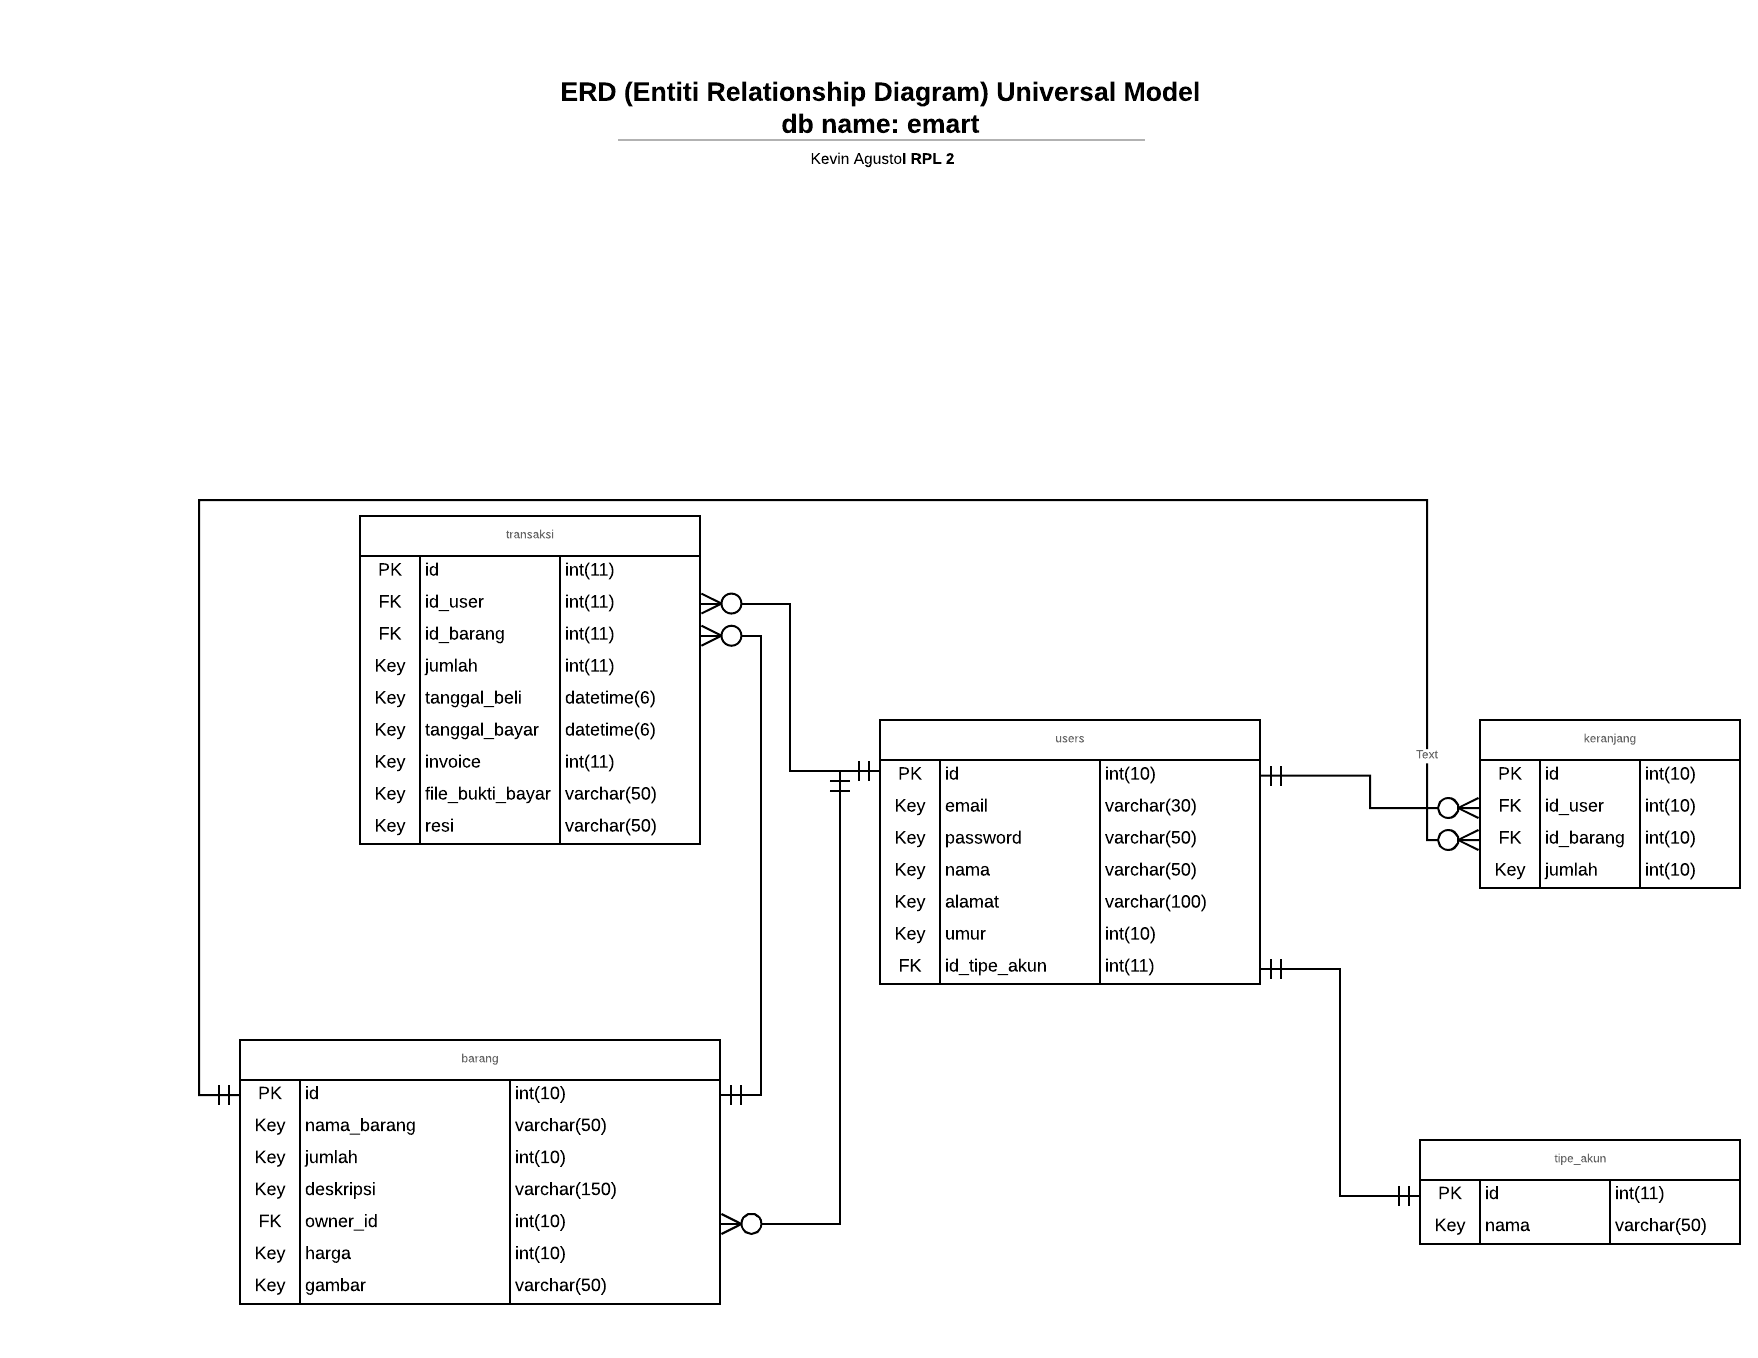 ERD (Entiti Relationship Diagram) Universal Model
db name: emart
Kevin AgustoI RPL 2
transaksi
PK id int(11)
FK id_user int(11)
FK id_barang int(11)
Key jumlah int(11)
Key tanggal_beli datetime(6)
Key tanggal_bayar datetime(6)
Key invoice int(11)
Key file_bukti_bayar varchar(50)
Key resi varchar(50)
users
PK id int(10)
Key email varchar(30)
Key password varchar(50)
Key nama varchar(50)
Key alamat varchar(100)
Key umur int(10)
FK id_tipe_akun int(11)
Text
keranjang
PK id int(10)
FK id_user int(10)
FK id_barang int(10)
Key jumlah int(10)
barang
PK id int(10)
Key nama_barang varchar(50)
Key jumlah int(10)
Key deskripsi varchar(150)
FK owner_id int(10)
Key harga int(10)
Key gambar varchar(50)
tipe_akun
PK id int(11)
Key nama varchar(50)